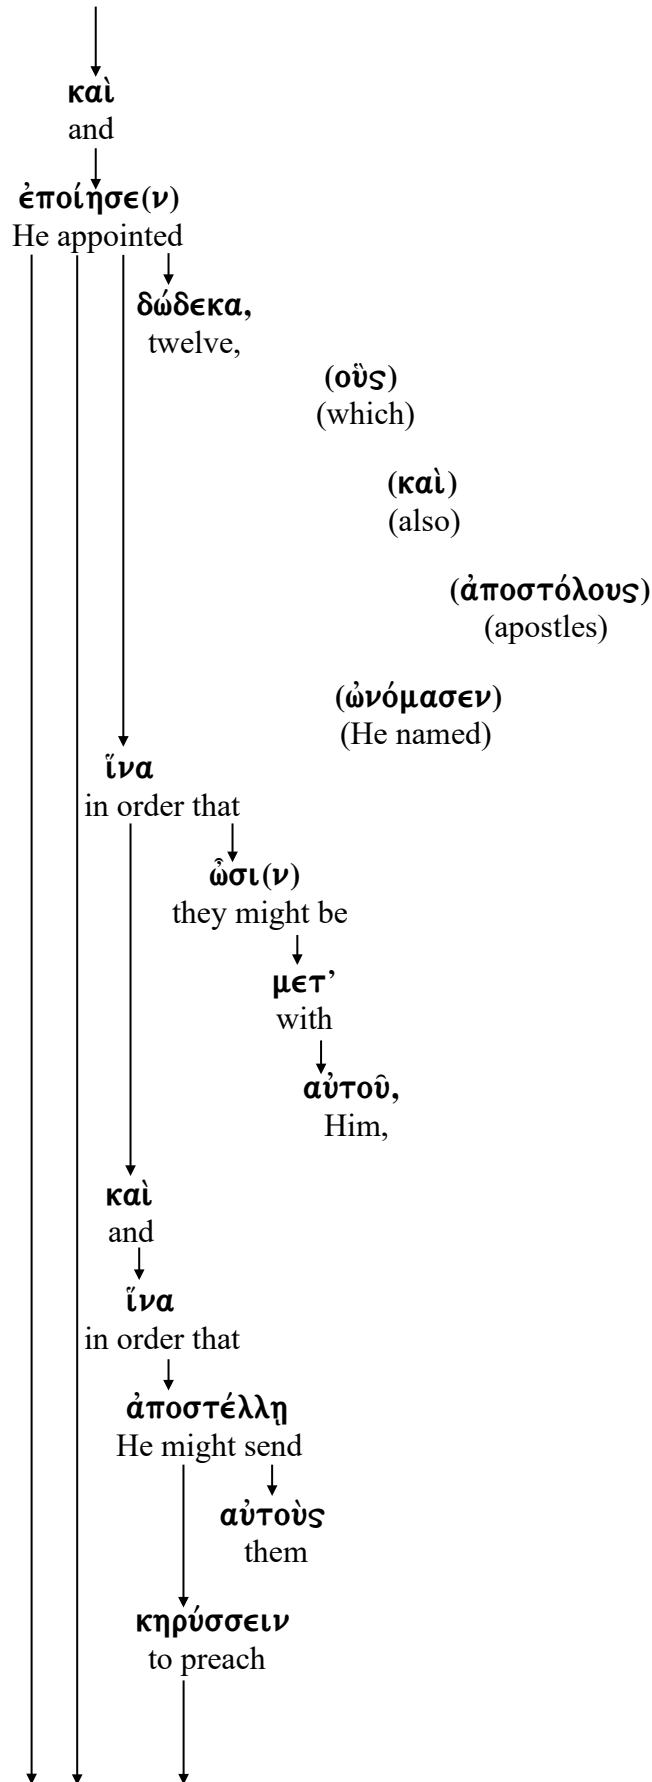 καὶ
and
ἐποίησε(ν)
He appointed
δώδεκα,
twelve,
(οὓς)
(which)
(καὶ)
(also)
(ἀποστόλους)
(apostles)
(ὠνόμασεν)
(He named)
ἵνα
in order that
ὦσι(ν)
they might be
μετ’
with
αὐτοῦ,
Him,
καὶ
and
ἵνα
in order that
ἀποστέλλῃ
He might send
αὐτοὺς
them
κηρύσσειν
to preach